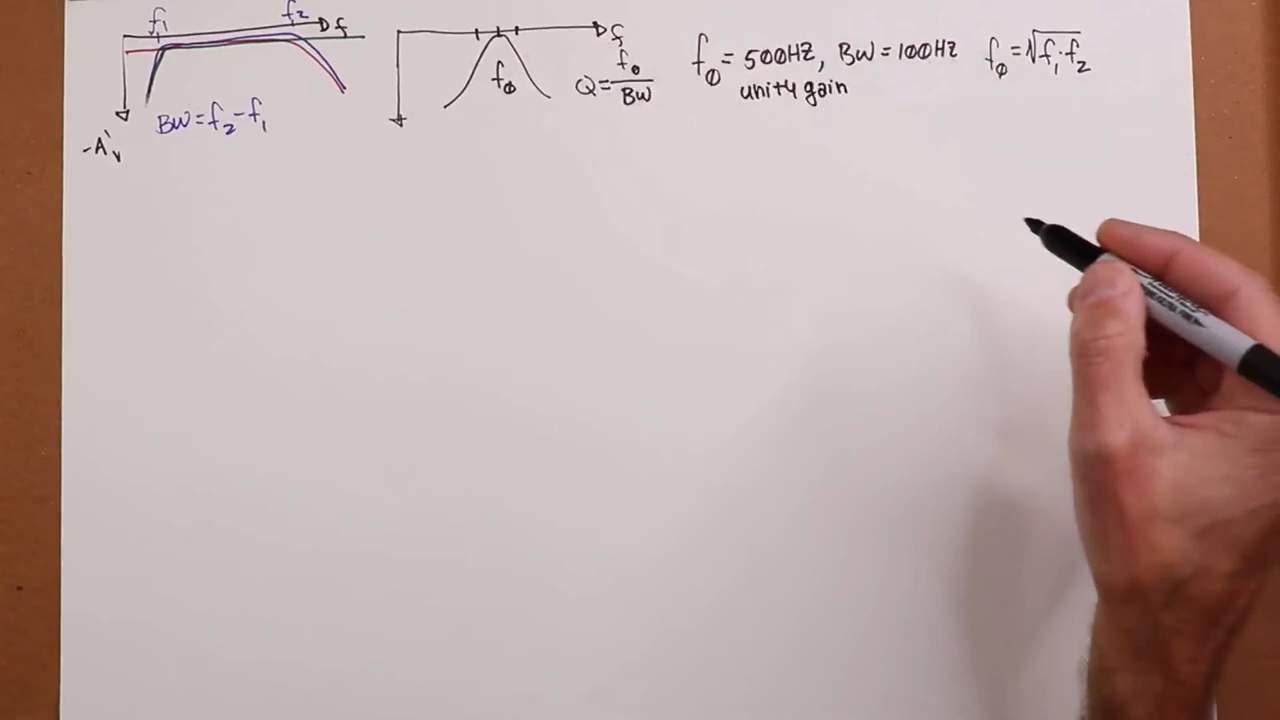 f₁ f₂ f
-A'ᵥ
BW = f₂ - f₁
f
f₀
Q = f₀/BW
f₀ = 500HZ, BW = 100HZ f₀ = √f₁·f₂
unity gain